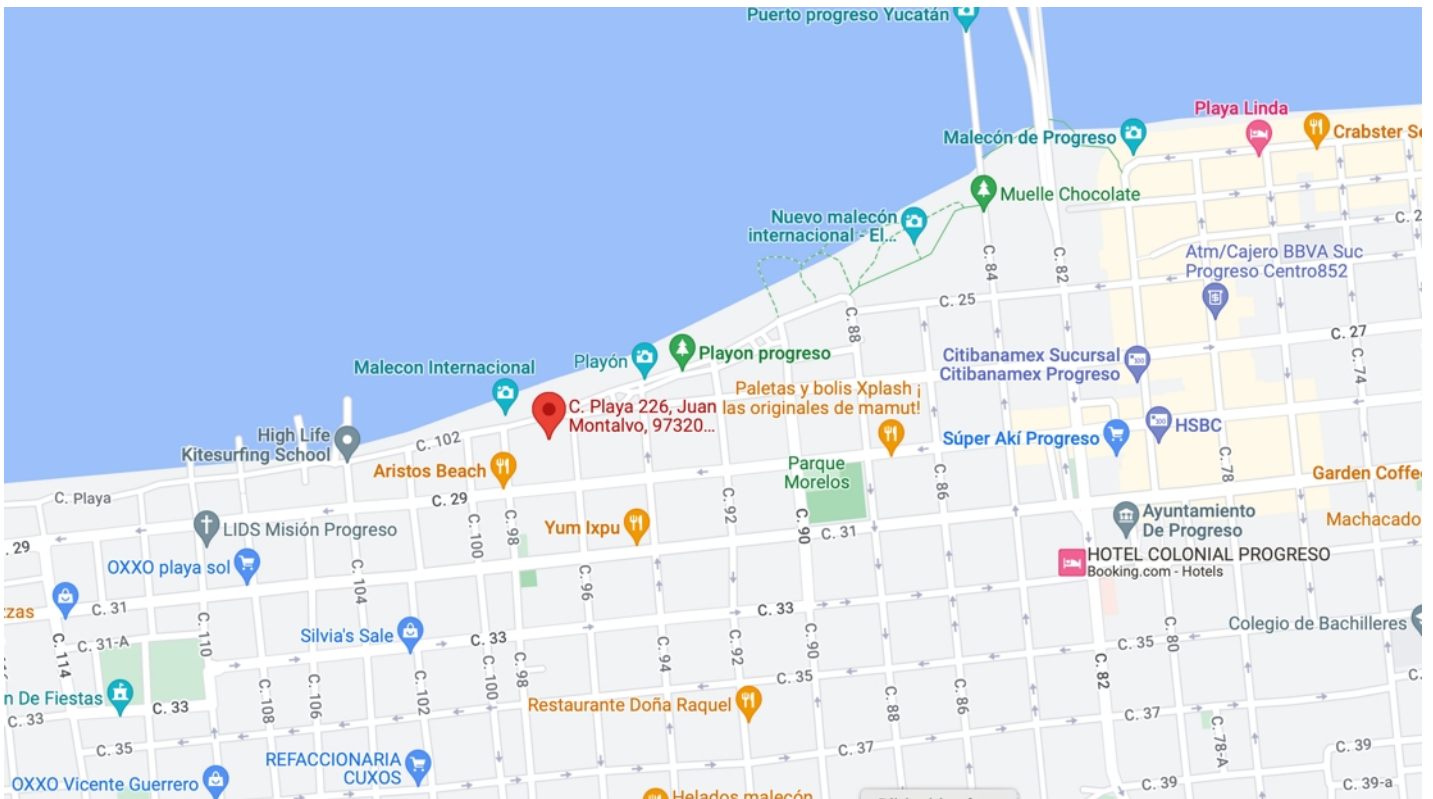 Puerto progreso Yucatán
Playa Linda
Malecón de Progreso
Crabster
Muelle Chocolate
Nuevo malecón
internacional - El...
C. 84
C. 82
Atm/Cajero BBVA Suc
Progreso Centro852
C. 25
C. 88
C. 27
C. 74
Malecon Internacional
Playón
Playon progreso
Citibanamex Sucursal
Citibanamex Progreso
Paletas y bolis Xplash ¡
las originales de mamut!
C. Playa 226, Juan
Montalvo, 97320...
High Life
Kitesurfing School
C. 102
Súper Akí Progreso
HSBC
Aristos Beach
Parque
Morelos
C. 86
C. 78
Garden Coffe
C. Playa
C. 29
C. 92
C. 90
LIDS Misión Progreso
C. 100
C. 98
Yum Ixpu
C. 31
Ayuntamiento
De Progreso
Machacado
29
OXXO playa sol
C. 104
C. 96
HOTEL COLONIAL PROGRESO
Booking.com - Hotels
zas
C. 31
C. 33
C. 110
C. 31-A
C. 114
Silvia's Sale
C. 33
C. 94
C. 92
C. 90
C. 35
C. 80
Colegio de Bachilleres
C. 100
C. 98
C. 35
C. 82
n De Fiestas
C. 33
C. 33
C. 108
C. 106
C. 102
Restaurante Doña Raquel
C. 88
C. 86
C. 37
C. 78-A
C. 35
C. 37
C. 39
REFACCIONARIA
CUXOS
OXXO Vicente Guerrero
C. 39
C. 39-a
Helados malecón